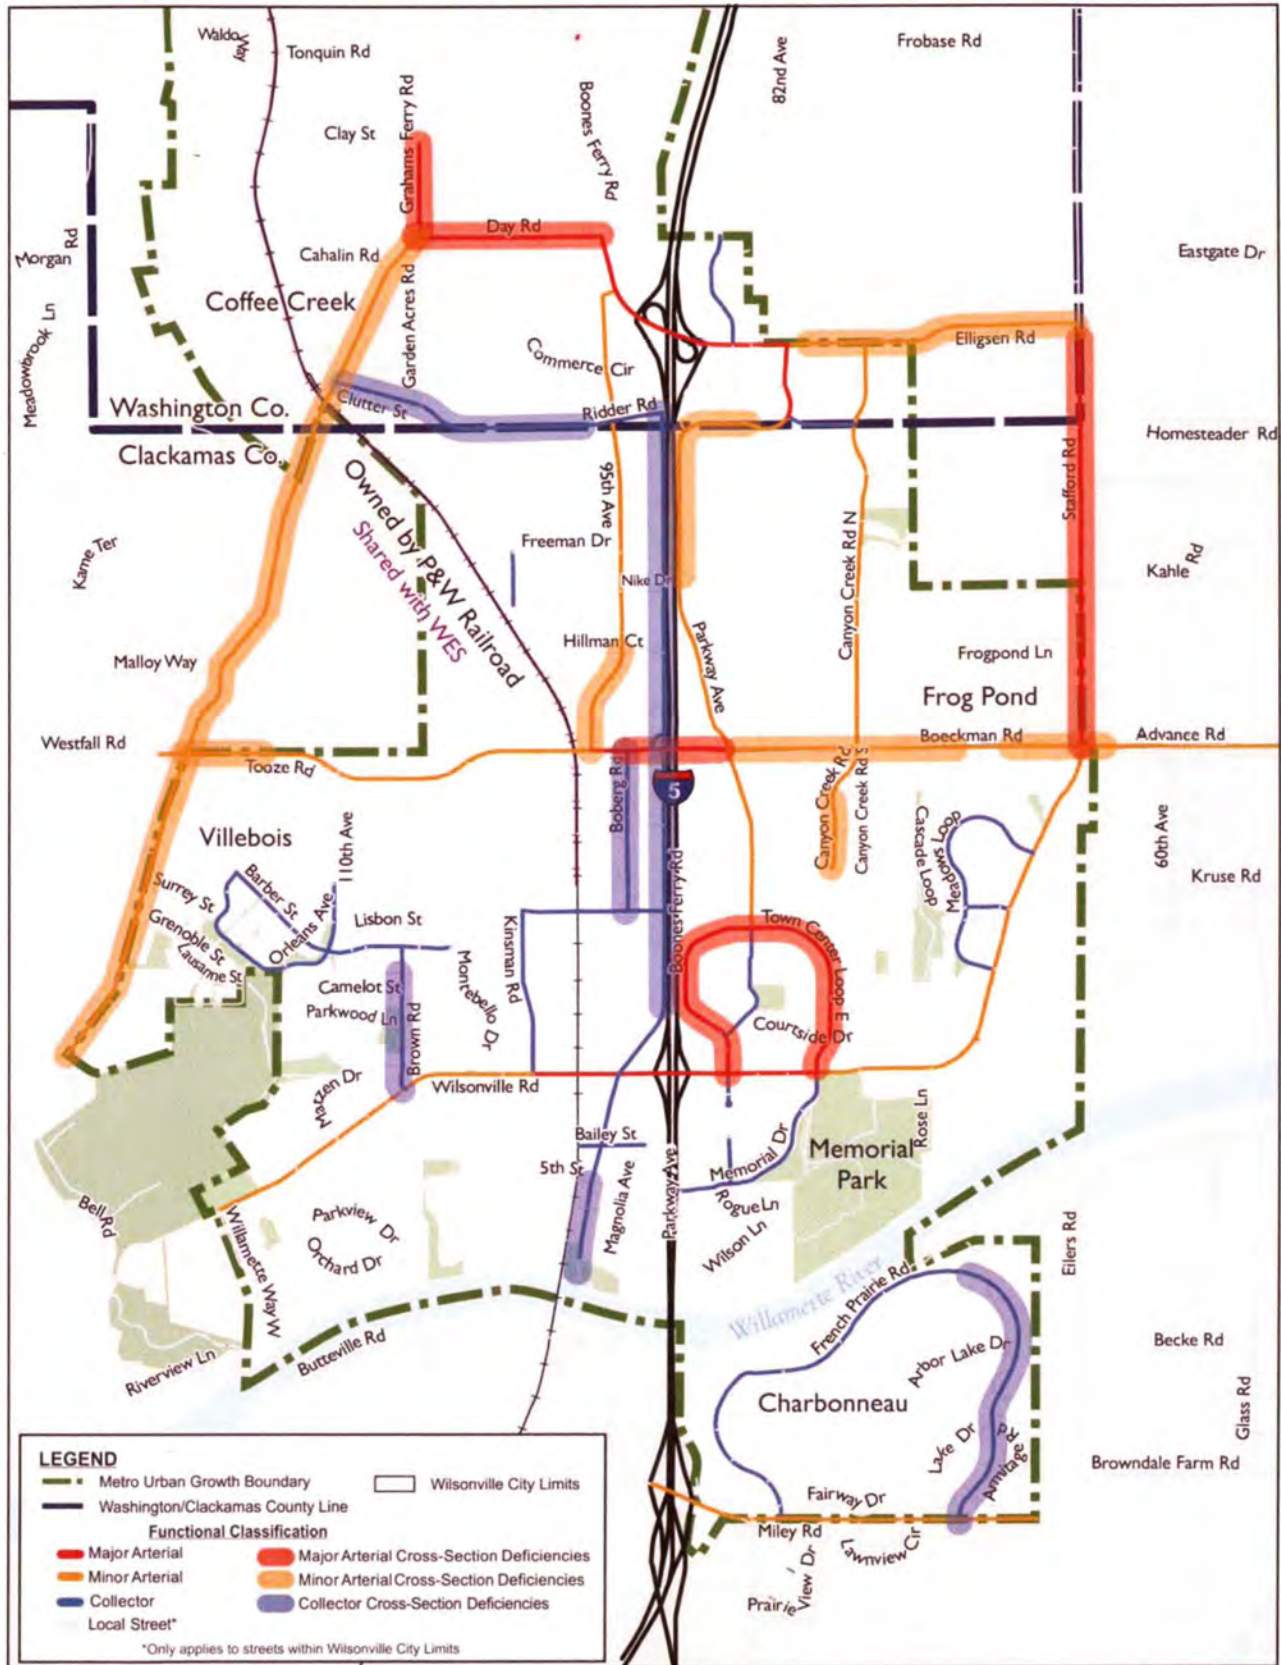 Waldo Way
Tonquin Rd
Frobase Rd
82nd Ave
Boones Ferry Rd
Grahams Ferry Rd
Clay St
Day Rd
Morgan Rd
Cahalin Rd
Eastgate Dr
Coffee Creek
Garden Acres Rd
Meadowbrook Ln
Elligsen Rd
Commerce Cir
Clutter St
Ridder Rd
Washington Co.
Clackamas Co.
Homesteader Rd
Stafford Rd
95th Ave
Owned by P&W Railroad
Shared with WES
Canyon Creek Rd N
Freeman Dr
Kame Ter
Nike Dr
Kahle Rd
Hillman Ct
Parkway Ave
Malloy Way
Frogpond Ln
Frog Pond
Westfall Rd
Tooze Rd
Boeckman Rd
Advance Rd
Boberg Rd
5
Canyon Creek Rd
Canyon Creek Rd S
Villebois
110th Ave
Cascade Loop
Meadows Loop
60th Ave
Kruse Rd
Surrey St
Barber St
Orleans Ave
Lisbon St
Grenoble St
Lausanne St
Kinsman Rd
Boones Ferry Rd
Town Center Loop E
Camelot St
Montebello Dr
Parkwood Ln
Brown Rd
Courtside Dr
Matzen Dr
Wilsonville Rd
Rose Ln
Bailey St
Memorial Dr
Memorial
Park
5th St
Magnolia Ave
Parkway Ave
Rogue Ln
Wilson Ln
Bell Rd
Parkview Dr
Orchard Dr
Willamette Way W
Eilers Rd
Willamette River
French Prairie Rd
Riverview Ln
Butteville Rd
Arbor Lake Dr
Becke Rd
Glass Rd
Charbonneau
Lake Dr
Armitage Rd
Browndale Farm Rd
Fairway Dr
Miley Rd
Lawnview Cir
Prairie View Dr
LEGEND
Metro Urban Growth Boundary
Wilsonville City Limits
Washington/Clackamas County Line
Functional Classification
Major Arterial
Major Arterial Cross-Section Deficiencies
Minor Arterial
Minor Arterial Cross-Section Deficiencies
Collector
Collector Cross-Section Deficiencies
Local Street*
*Only applies to streets within Wilsonville City Limits